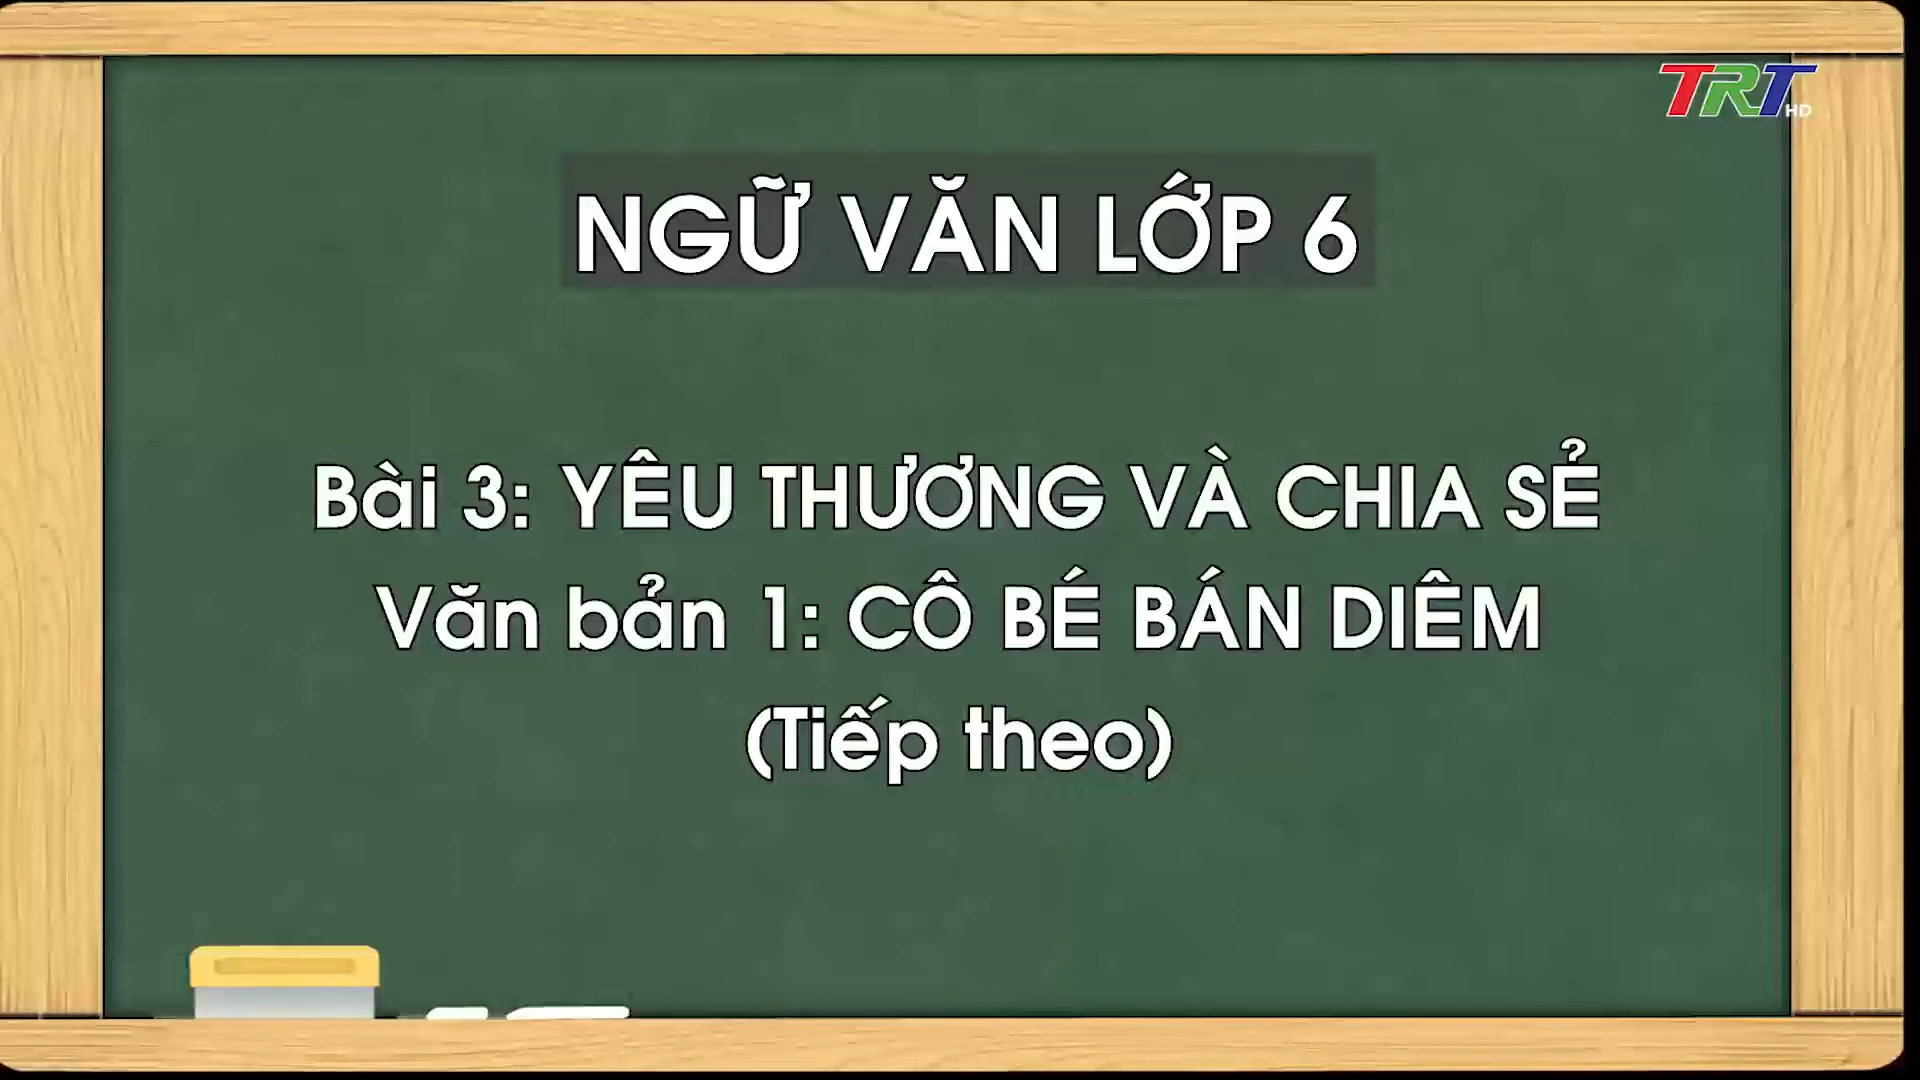 TRT HD
NGỮ VĂN LỚP 6
Bài 3: YÊU THƯƠNG VÀ CHIA SẺ
Văn bản 1: CÔ BÉ BÁN DIÊM
(Tiếp theo)